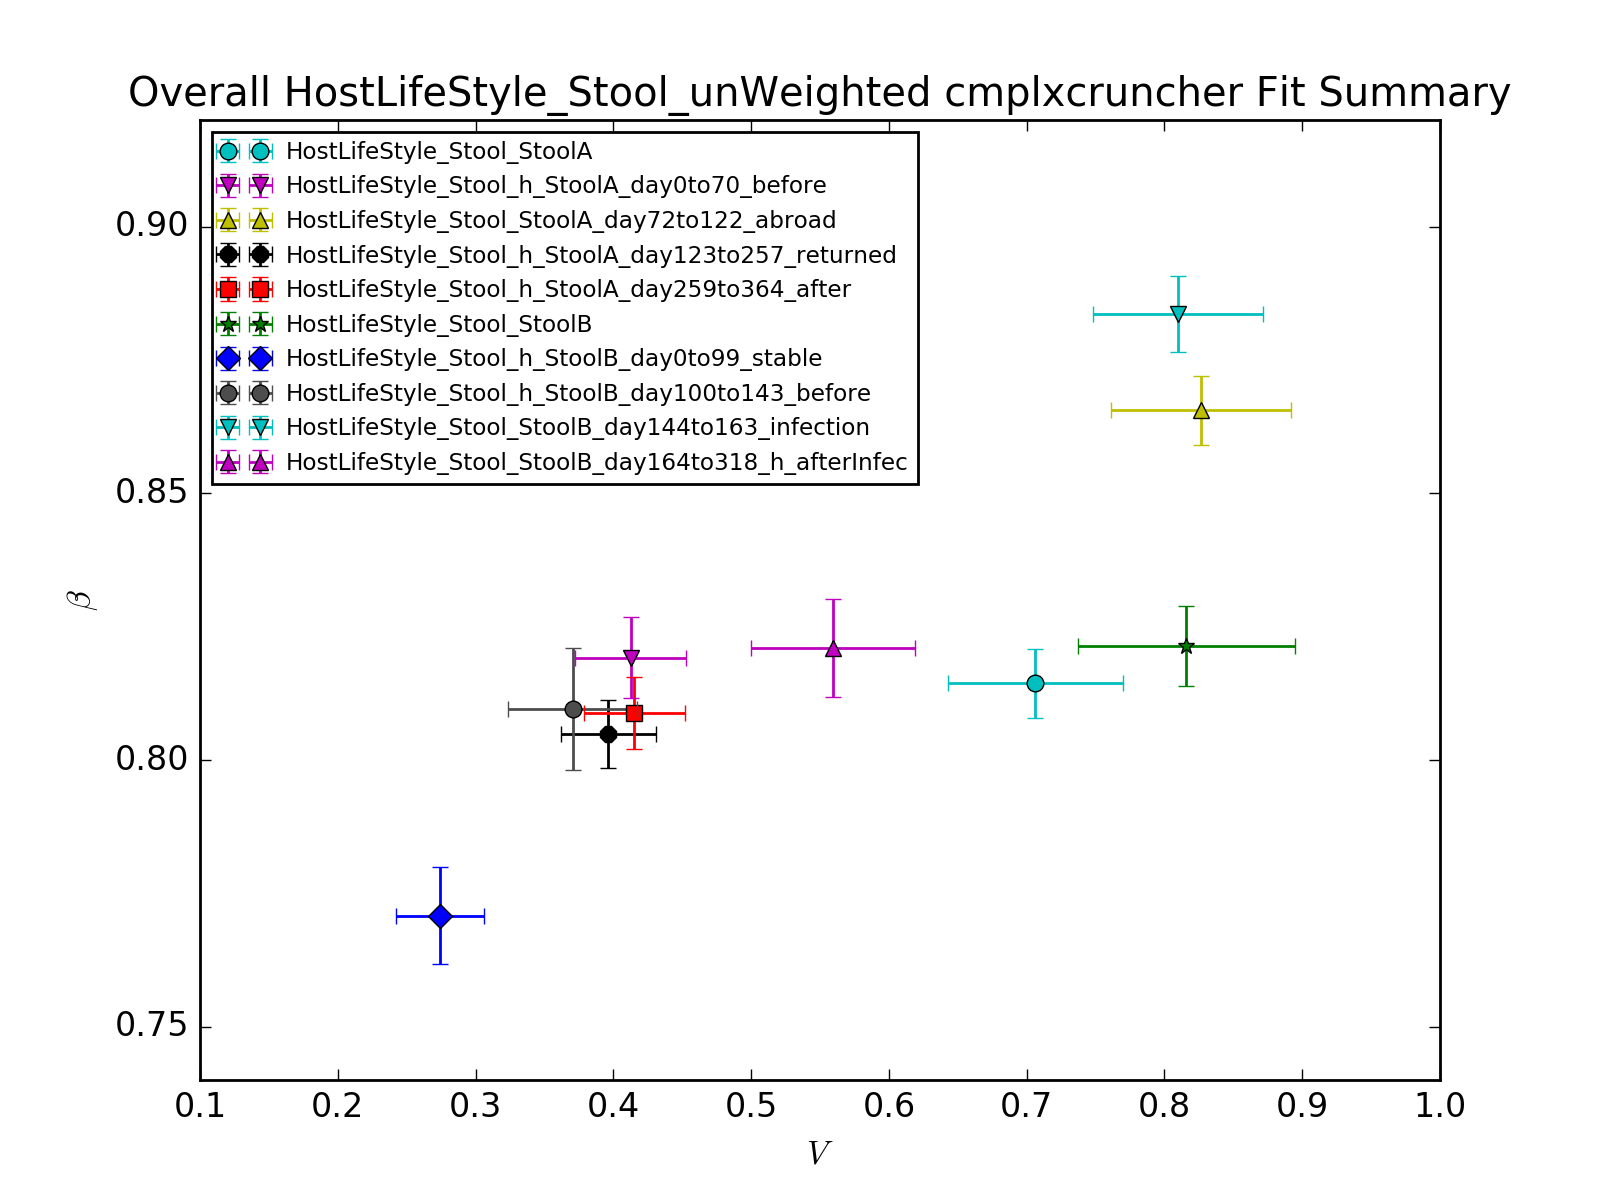 Overall HostLifeStyle_Stool_unWeighted cmplxcruncher Fit Summary
HostLifeStyle_Stool_StoolA
HostLifeStyle_Stool_h_StoolA_day0to70_before
HostLifeStyle_Stool_StoolA_day72to122_abroad
HostLifeStyle_Stool_h_StoolA_day123to257_returned
HostLifeStyle_Stool_h_StoolA_day259to364_after
HostLifeStyle_Stool_StoolB
HostLifeStyle_Stool_h_StoolB_day0to99_stable
HostLifeStyle_Stool_h_StoolB_day100to143_before
HostLifeStyle_Stool_StoolB_day144to163_infection
HostLifeStyle_Stool_StoolB_day164to318_h_afterInfec
0.90
0.85
0.80
0.75
β
0.1 0.2 0.3 0.4 0.5 0.6 0.7 0.8 0.9 1.0
V